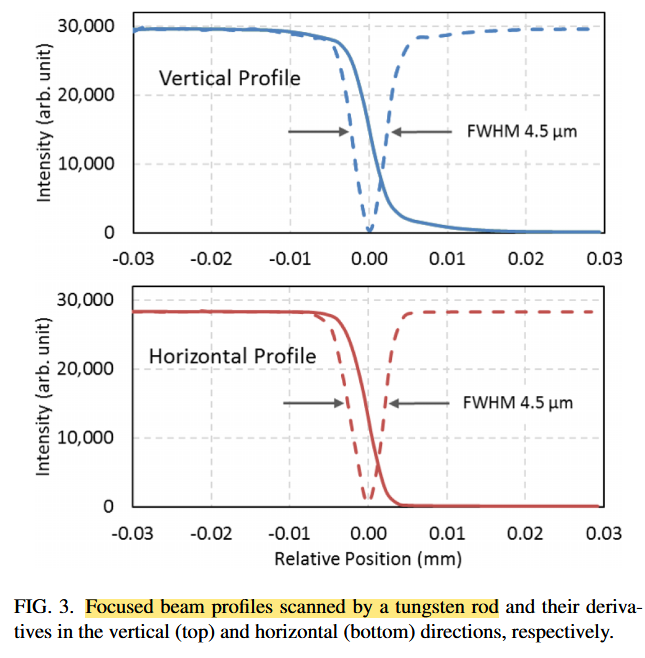 30,000
20,000
10,000
0
Intensity (arb. unit)
Vertical Profile
FWHM 4.5 μm
-0.03 -0.02 -0.01 0.00 0.01 0.02 0.03
30,000
20,000
10,000
0
Intensity (arb. unit)
Horizontal Profile
FWHM 4.5 μm
-0.03 -0.02 -0.01 0.00 0.01 0.02 0.03
Relative Position (mm)
FIG. 3. Focused beam profiles scanned by a tungsten rod and their deriva-
tives in the vertical (top) and horizontal (bottom) directions, respectively.